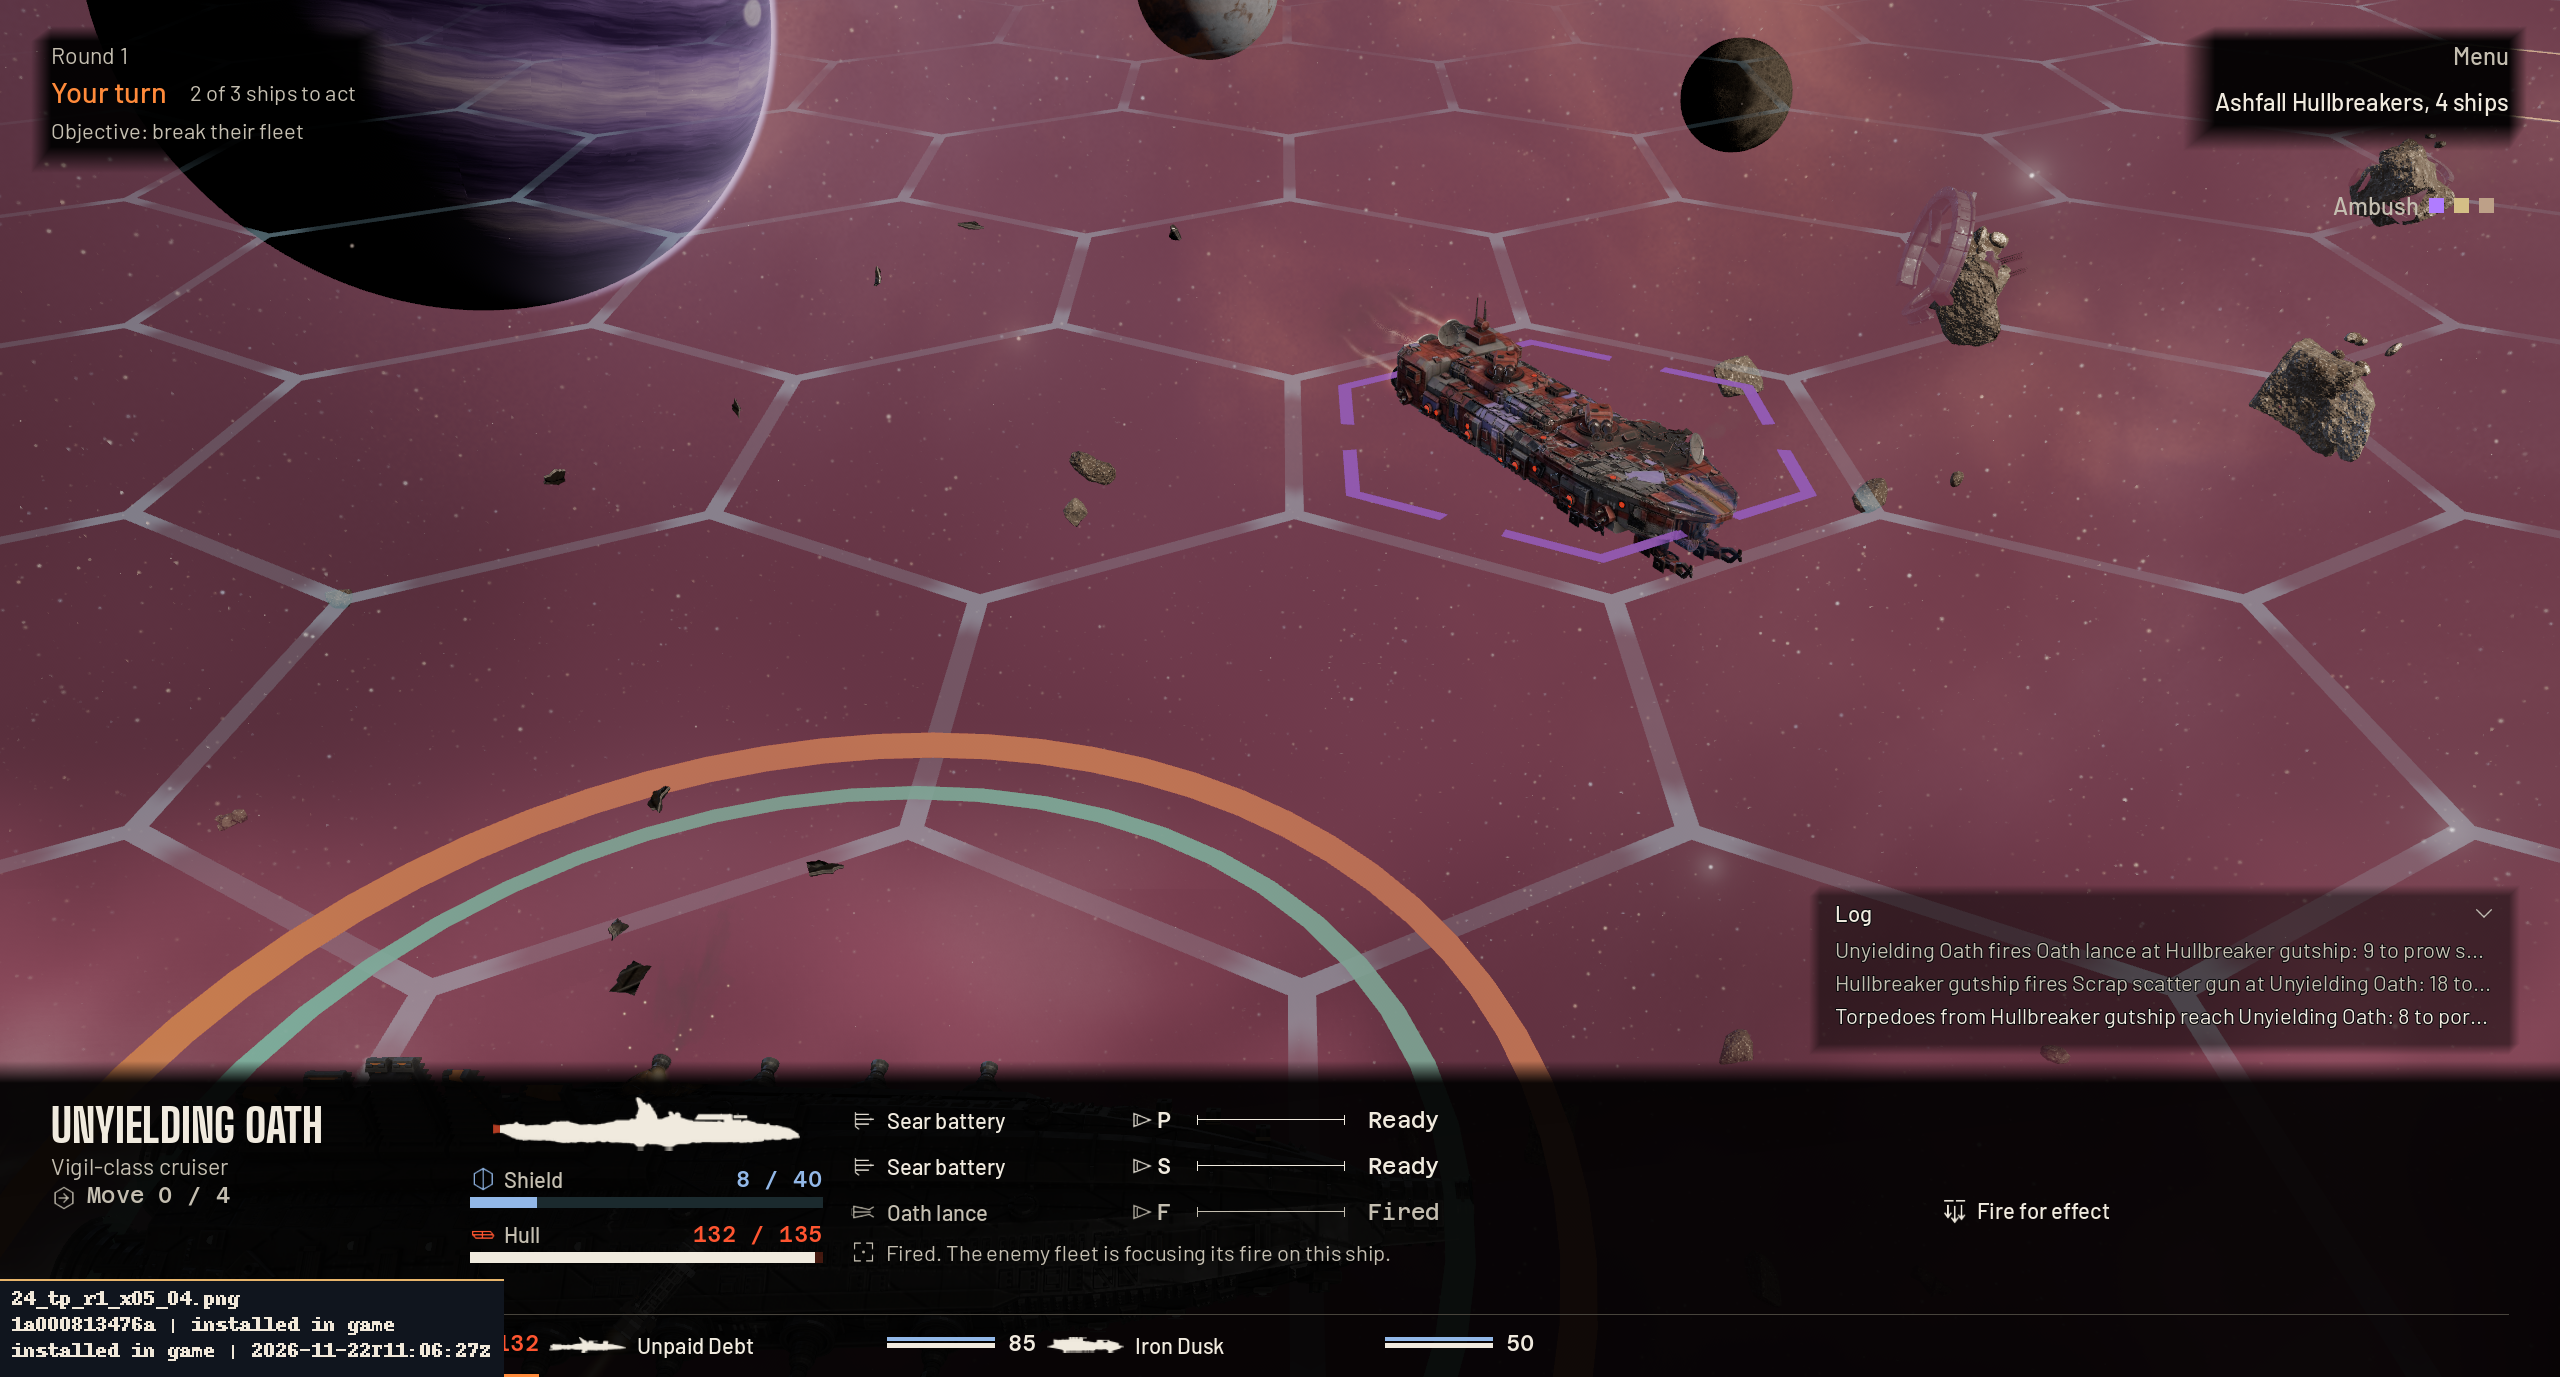 Round 1
Your turn 2 of 3 ships to act
Objective: break their fleet
Menu
Ashfall Hullbreakers, 4 ships
Ambush
Log
Unyielding Oath fires Oath lance at Hullbreaker gutship: 9 to prow s...
Hullbreaker gutship fires Scrap scatter gun at Unyielding Oath: 18 to...
Torpedoes from Hullbreaker gutship reach Unyielding Oath: 8 to por...
UNYIELDING OATH
Vigil-class cruiser
Move 0 / 4
Shield 8 / 40
Hull 132 / 135
Sear battery P Ready
Sear battery S Ready
Oath lance F Fired
Fired. The enemy fleet is focusing its fire on this ship.
Fire for effect
132 Unpaid Debt 85 Iron Dusk 50
24_tp_r1_x05_04.png
1a000813476a | installed in game
installed in game | 2026-11-22T11:06:27Z